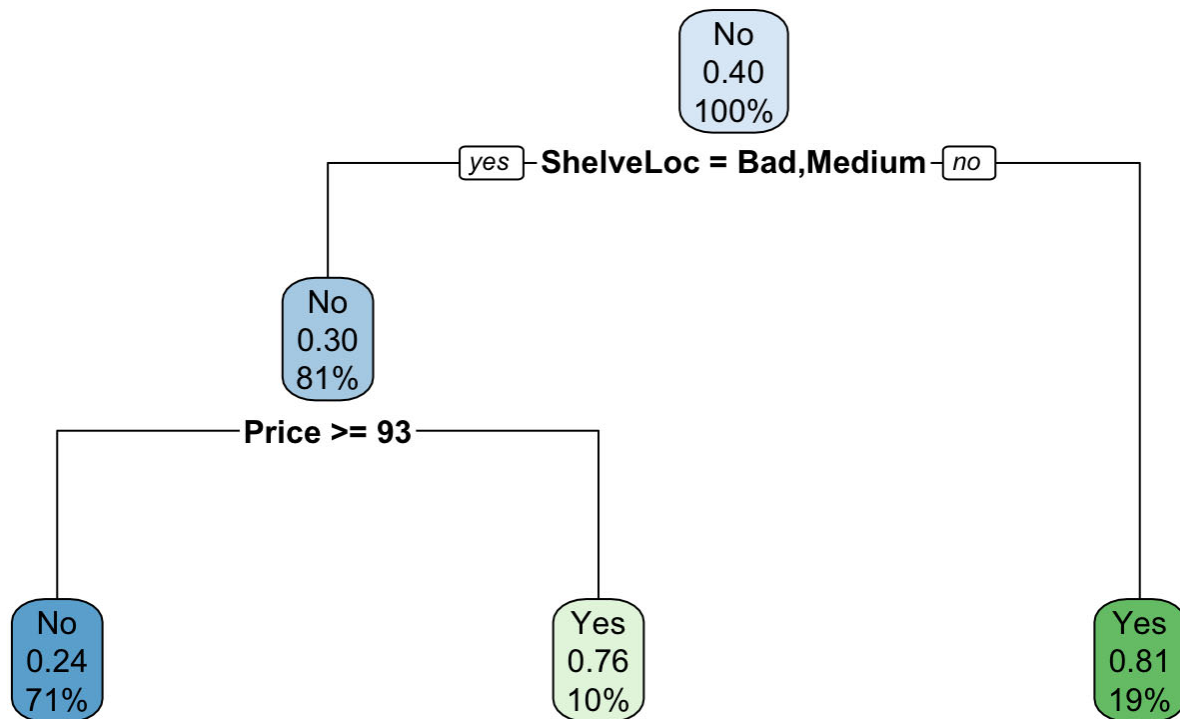 No
0.40
100%
yes ShelveLoc = Bad,Medium no
No
0.30
81%
Price >= 93
No
0.24
71%
Yes
0.76
10%
Yes
0.81
19%